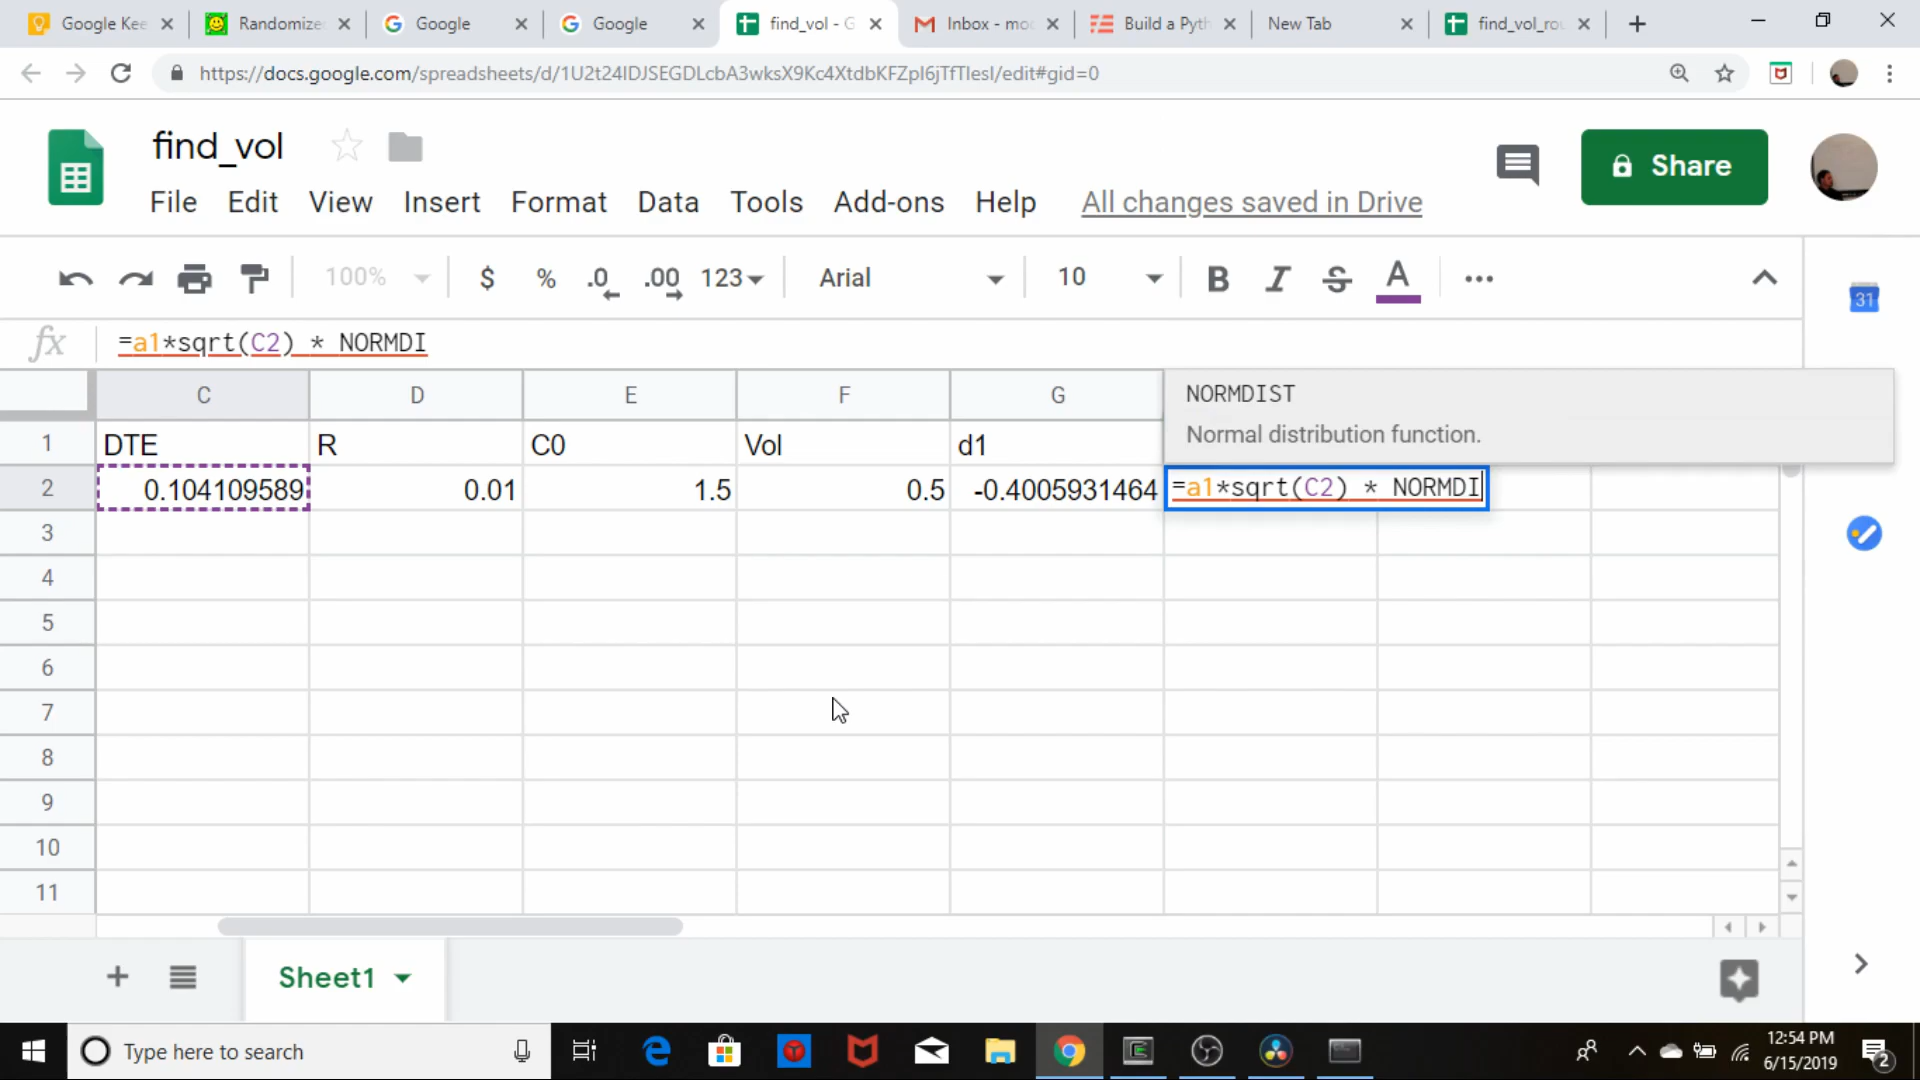 Google Kee
Randomize
Google
Google
find_vol - G
Inbox - mo
Build a Pyth
New Tab
find_vol_ro
https://docs.google.com/spreadsheets/d/1U2t24IDJSEGDLcbA3wksX9Kc4XtdbKFZpI6jTfTlesI/edit#gid=0
find_vol
Share
File Edit View Insert Format Data Tools Add-ons Help All changes saved in Drive
100% $ % .0 .00 123 Arial 10 B I S A
31
fx =a1*sqrt(C2) * NORMDI
C D E F G
NORMDIST
Normal distribution function.
1 DTE R C0 Vol d1
2 0.104109589 0.01 1.5 0.5 -0.4005931464 =a1*sqrt(C2) * NORMDI
3
4
5
6
7
8
9
10
11
Sheet1
Type here to search
12:54 PM
6/15/2019
2